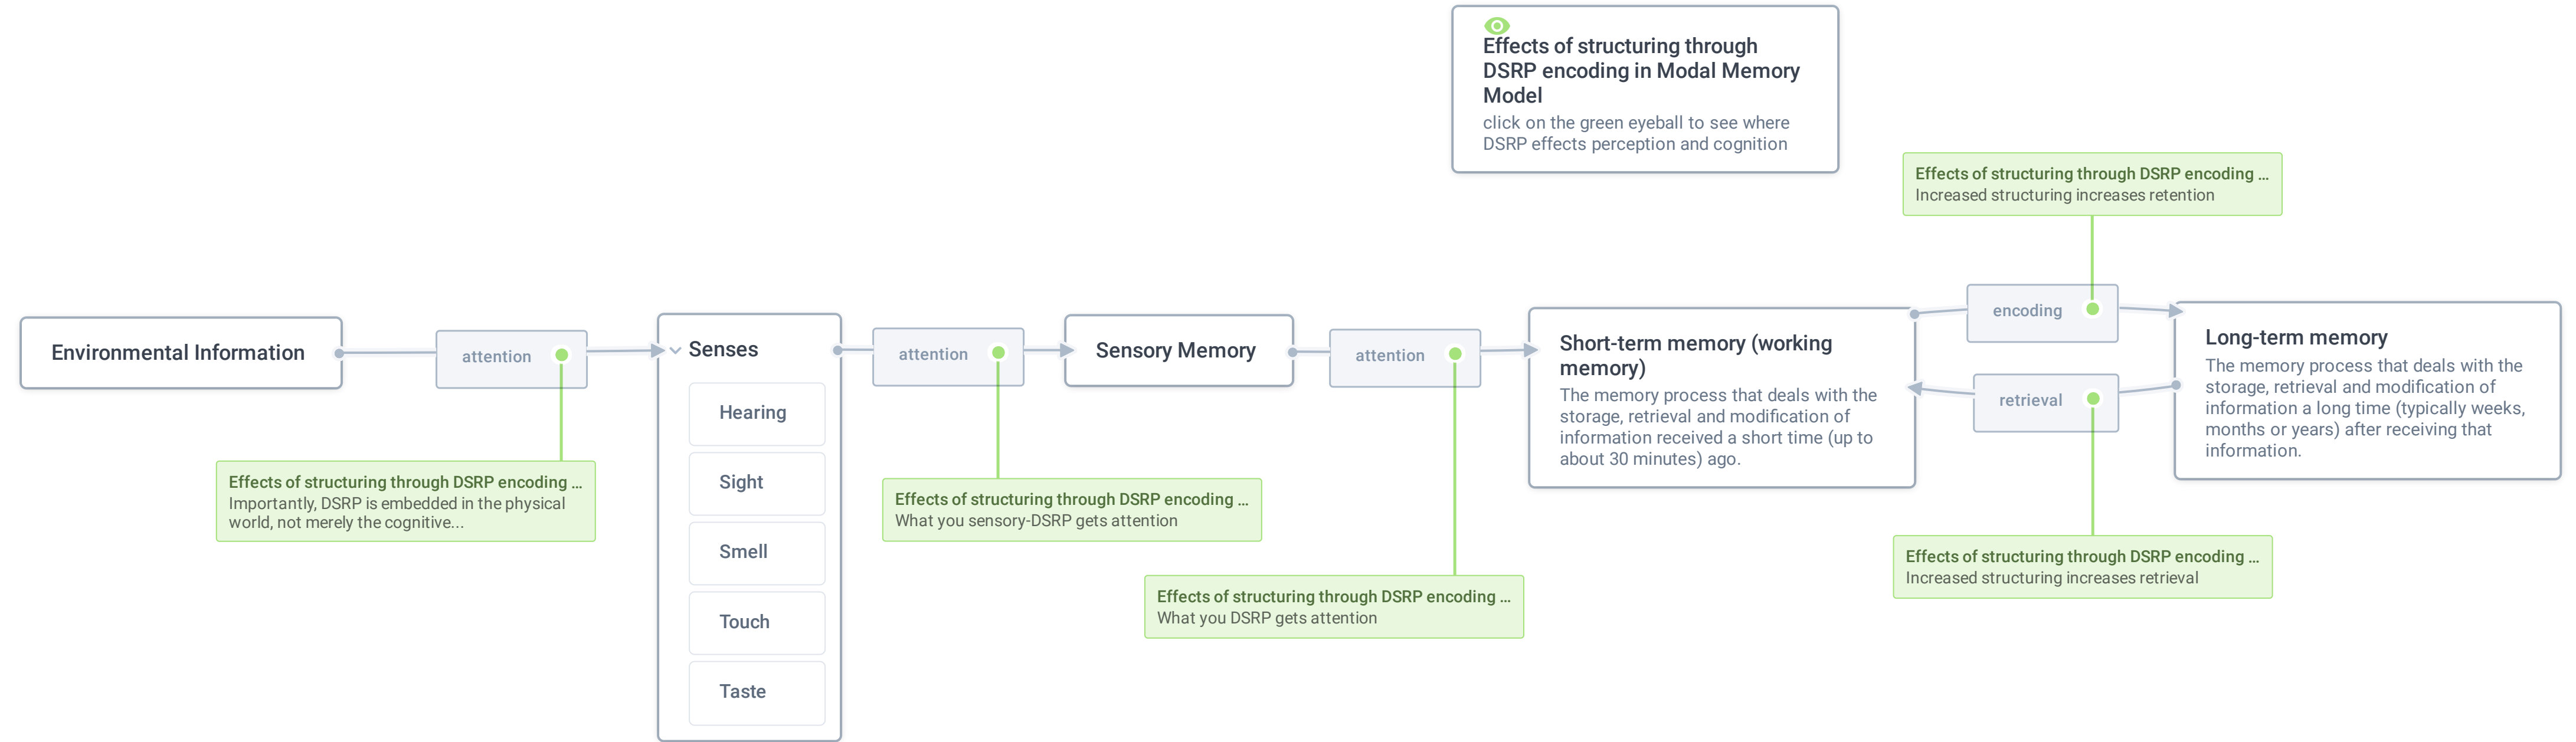 Effects of structuring through
DSRP encoding in Modal Memory
Model
click on the green eyeball to see where
DSRP effects perception and cognition
Effects of structuring through DSRP encoding ...
Increased structuring increases retention
Environmental Information
attention
Senses
Hearing
Sight
Smell
Touch
Taste
attention
Sensory Memory
attention
Short-term memory (working
memory)
The memory process that deals with the
storage, retrieval and modification of
information received a short time (up to
about 30 minutes) ago.
encoding
retrieval
Long-term memory
The memory process that deals with the
storage, retrieval and modification of
information a long time (typically weeks,
months or years) after receiving that
information.
Effects of structuring through DSRP encoding ...
Importantly, DSRP is embedded in the physical
world, not merely the cognitive...
Effects of structuring through DSRP encoding ...
What you sensory-DSRP gets attention
Effects of structuring through DSRP encoding ...
What you DSRP gets attention
Effects of structuring through DSRP encoding ...
Increased structuring increases retrieval